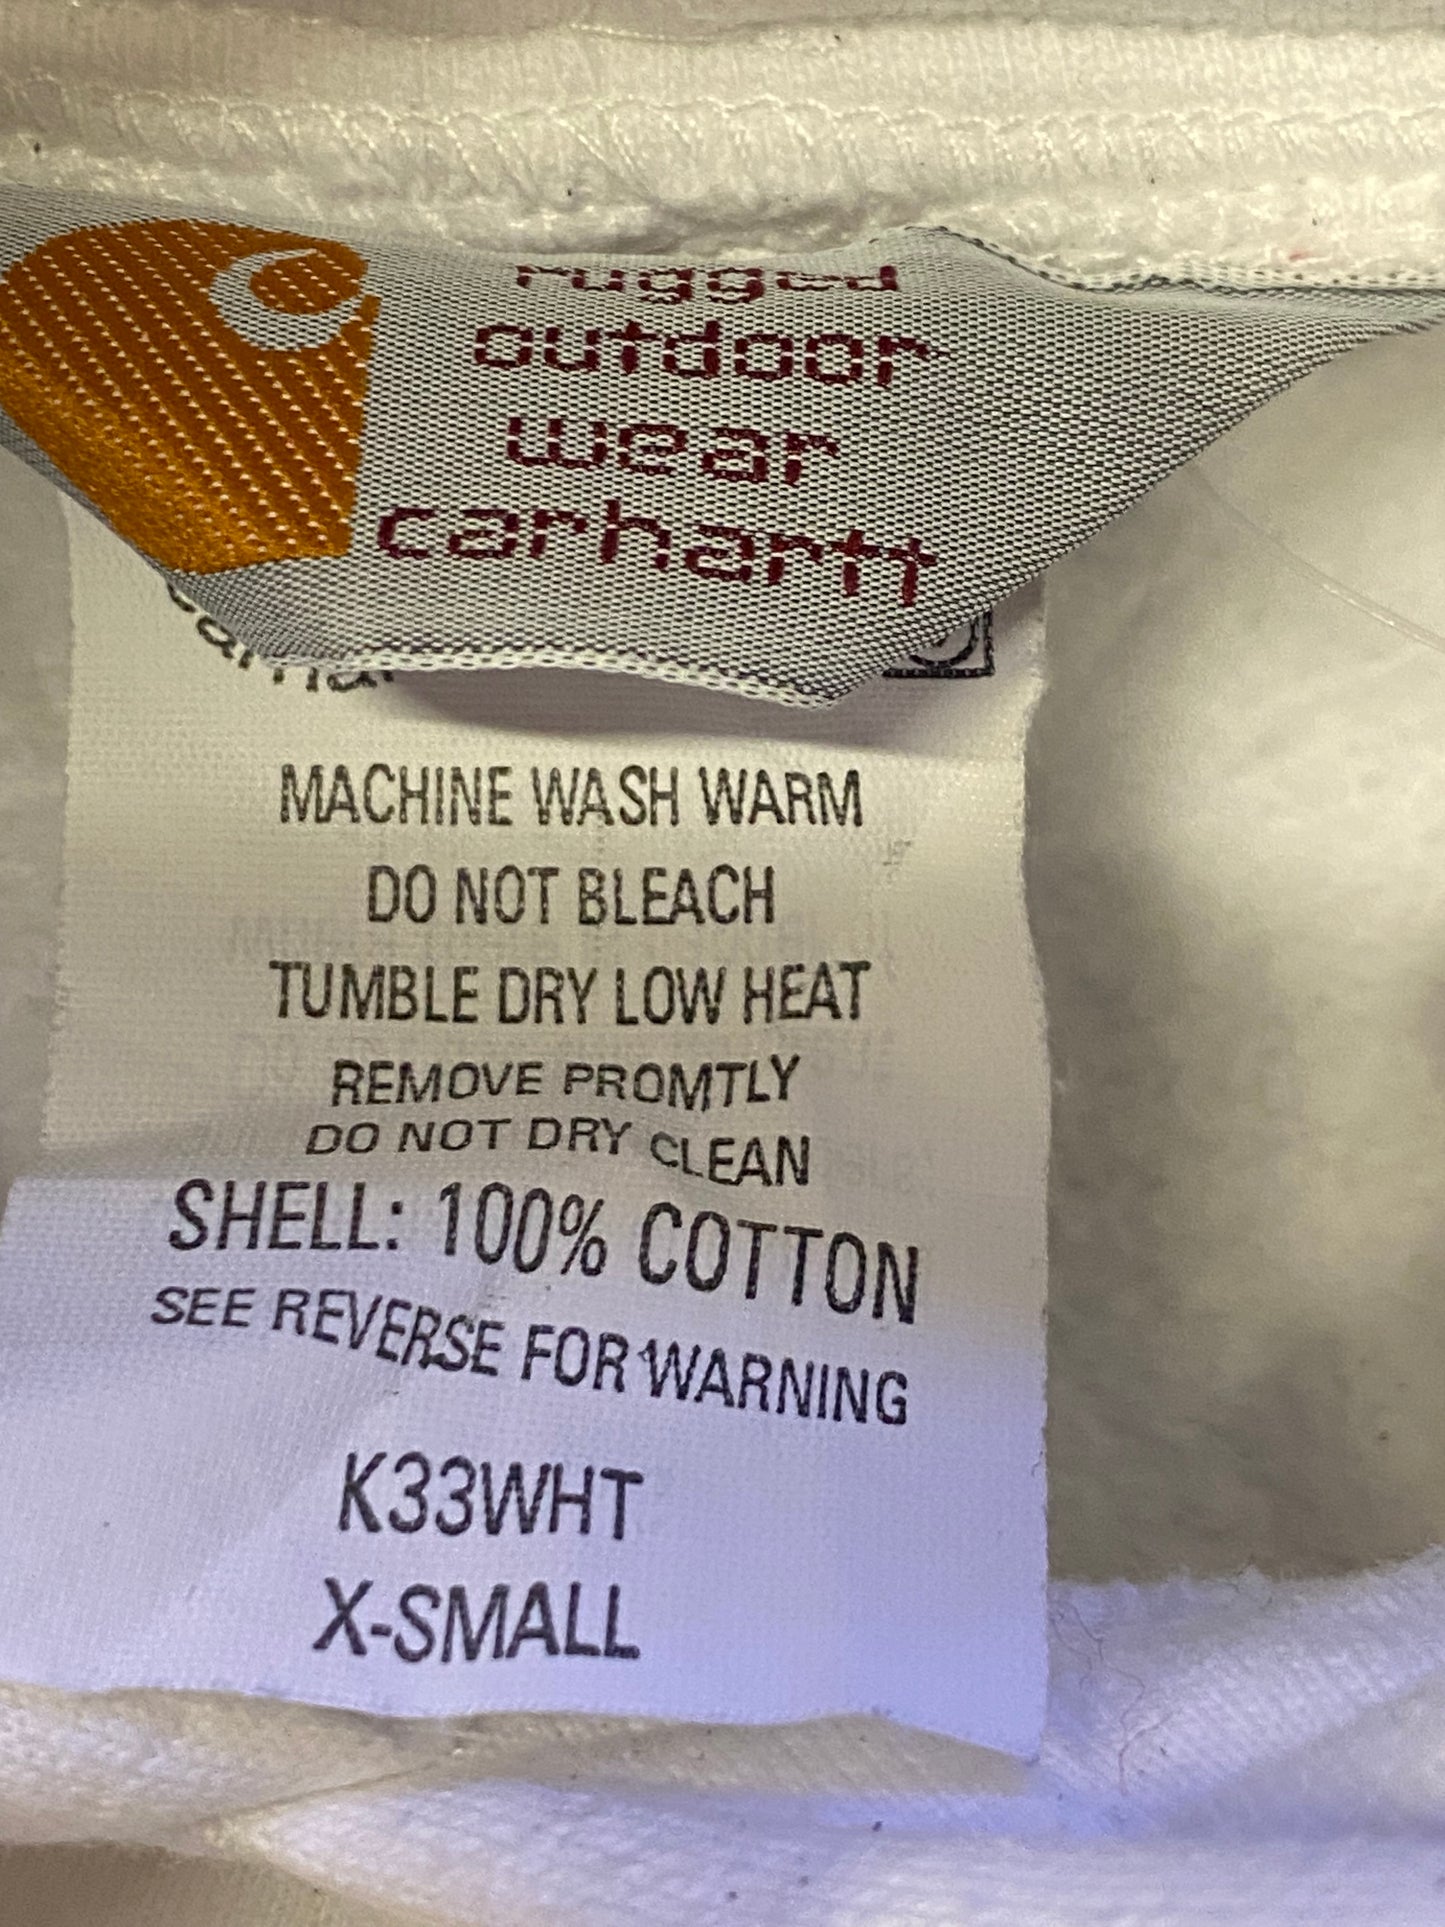 rugged
outdoor
wear
carhartt
MACHINE WASH WARM
DO NOT BLEACH
TUMBLE DRY LOW HEAT
REMOVE PROMTLY
DO NOT DRY CLEAN
SHELL: 100% COTTON
SEE REVERSE FOR WARNING
K33WHT
X-SMALL